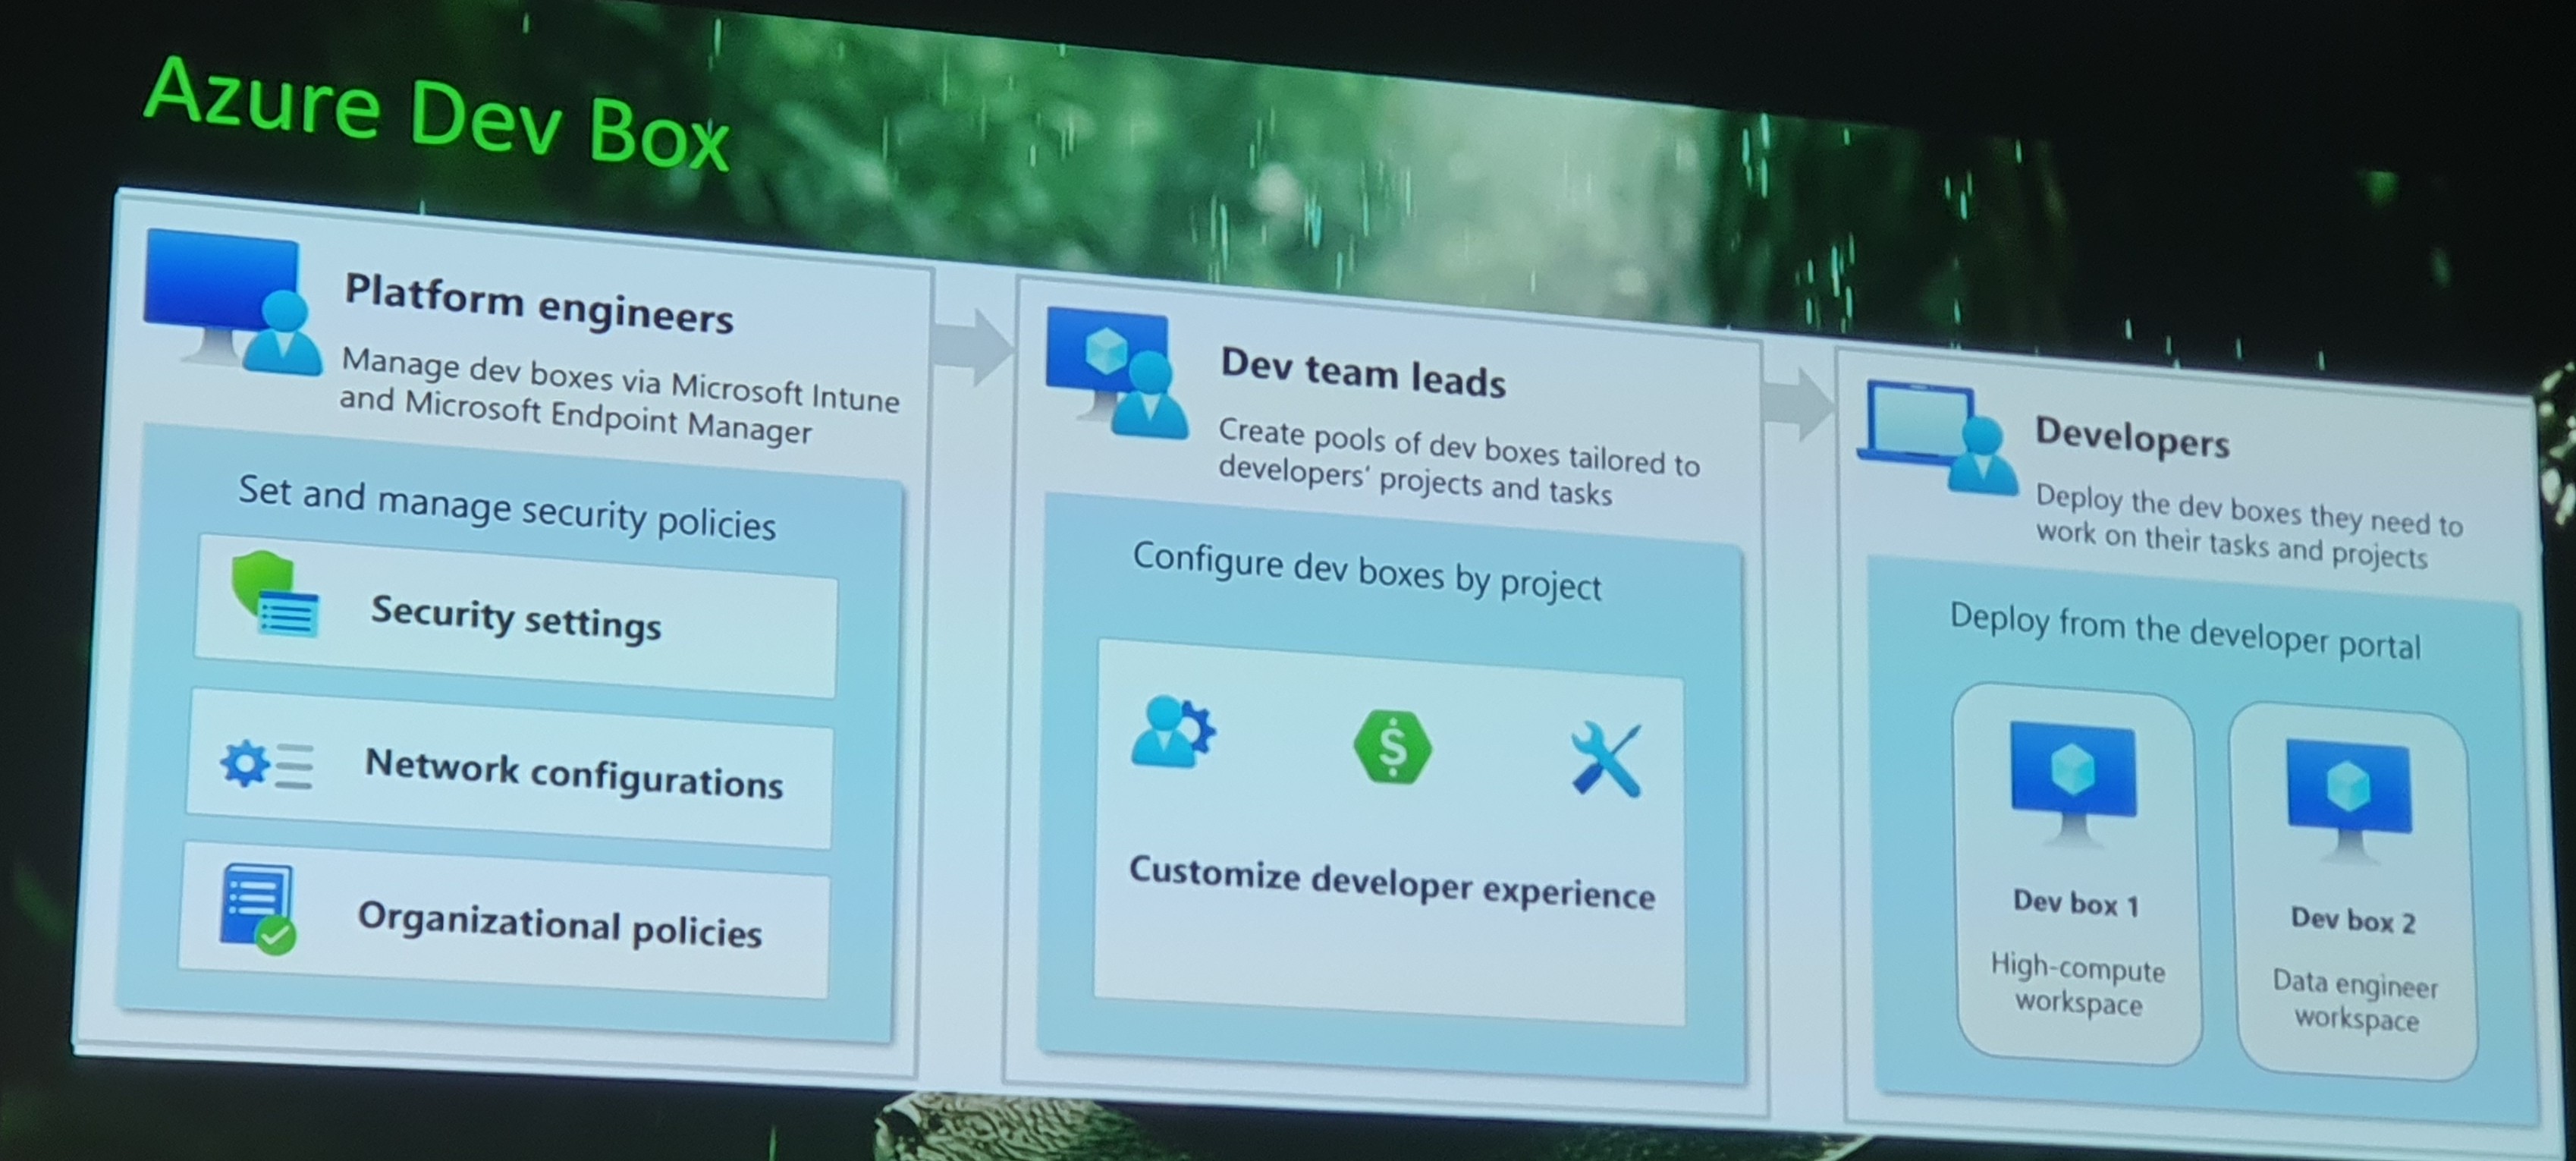 Azure Dev Box
Platform engineers
Manage dev boxes via Microsoft Intune
and Microsoft Endpoint Manager
Set and manage security policies
Security settings
Network configurations
Organizational policies
Dev team leads
Create pools of dev boxes tailored to
developers' projects and tasks
Configure dev boxes by project
$
Customize developer experience
Developers
Deploy the dev boxes they need to
work on their tasks and projects
Deploy from the developer portal
Dev box 1
High-compute
workspace
Dev box 2
Data engineer
workspace